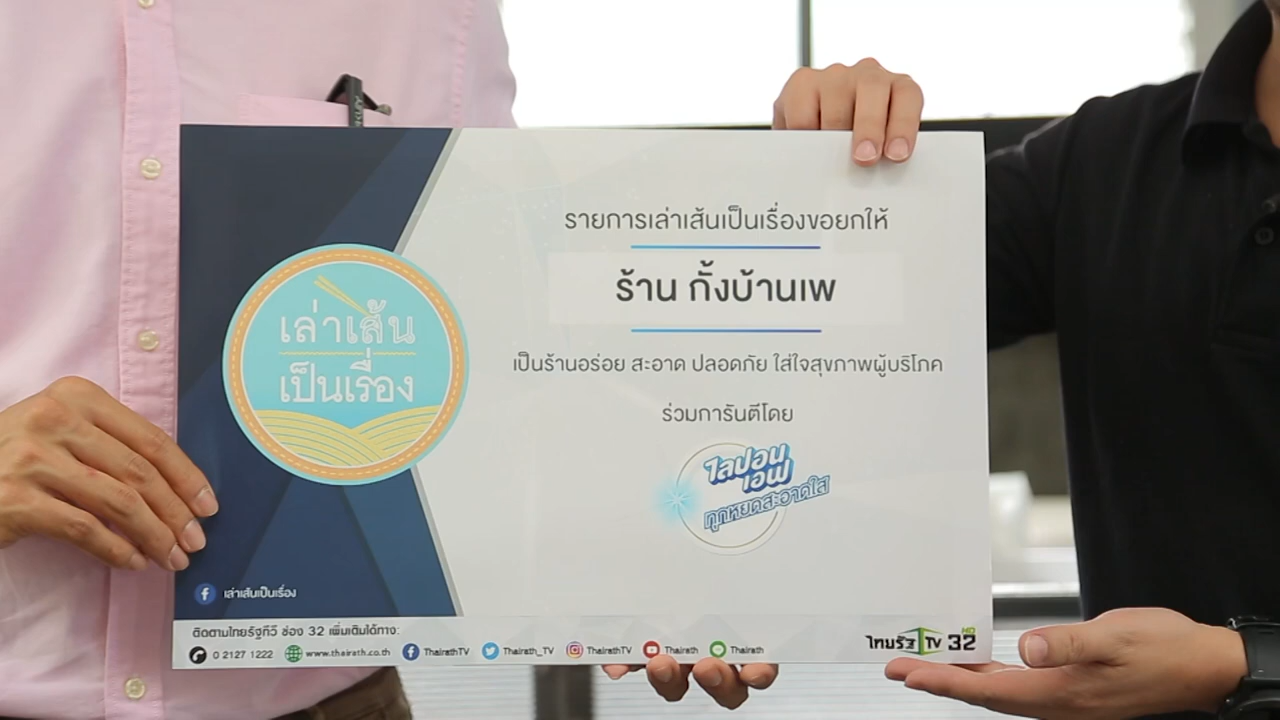 รายการเล่าเส้นเป็นเรื่องขอยกให้
ร้าน กั้งบ้านเพ
เป็นร้านอร่อย สะอาด ปลอดภัย ใส่ใจสุขภาพผู้บริโภค
ร่วมการันตีโดย
ไลปอนเอฟ
ทุกหยดสะอาดใส
เล่าเส้น
เป็นเรื่อง
เล่าเส้นเป็นเรื่อง
ติดตามไทยรัฐทีวี ช่อง 32 เพิ่มเติมได้ทาง:
0 2127 1222 www.thairath.co.th ThairathTV Thairath_TV ThairathTV Thairath Thairath
ไทยรัฐ TV HD 32